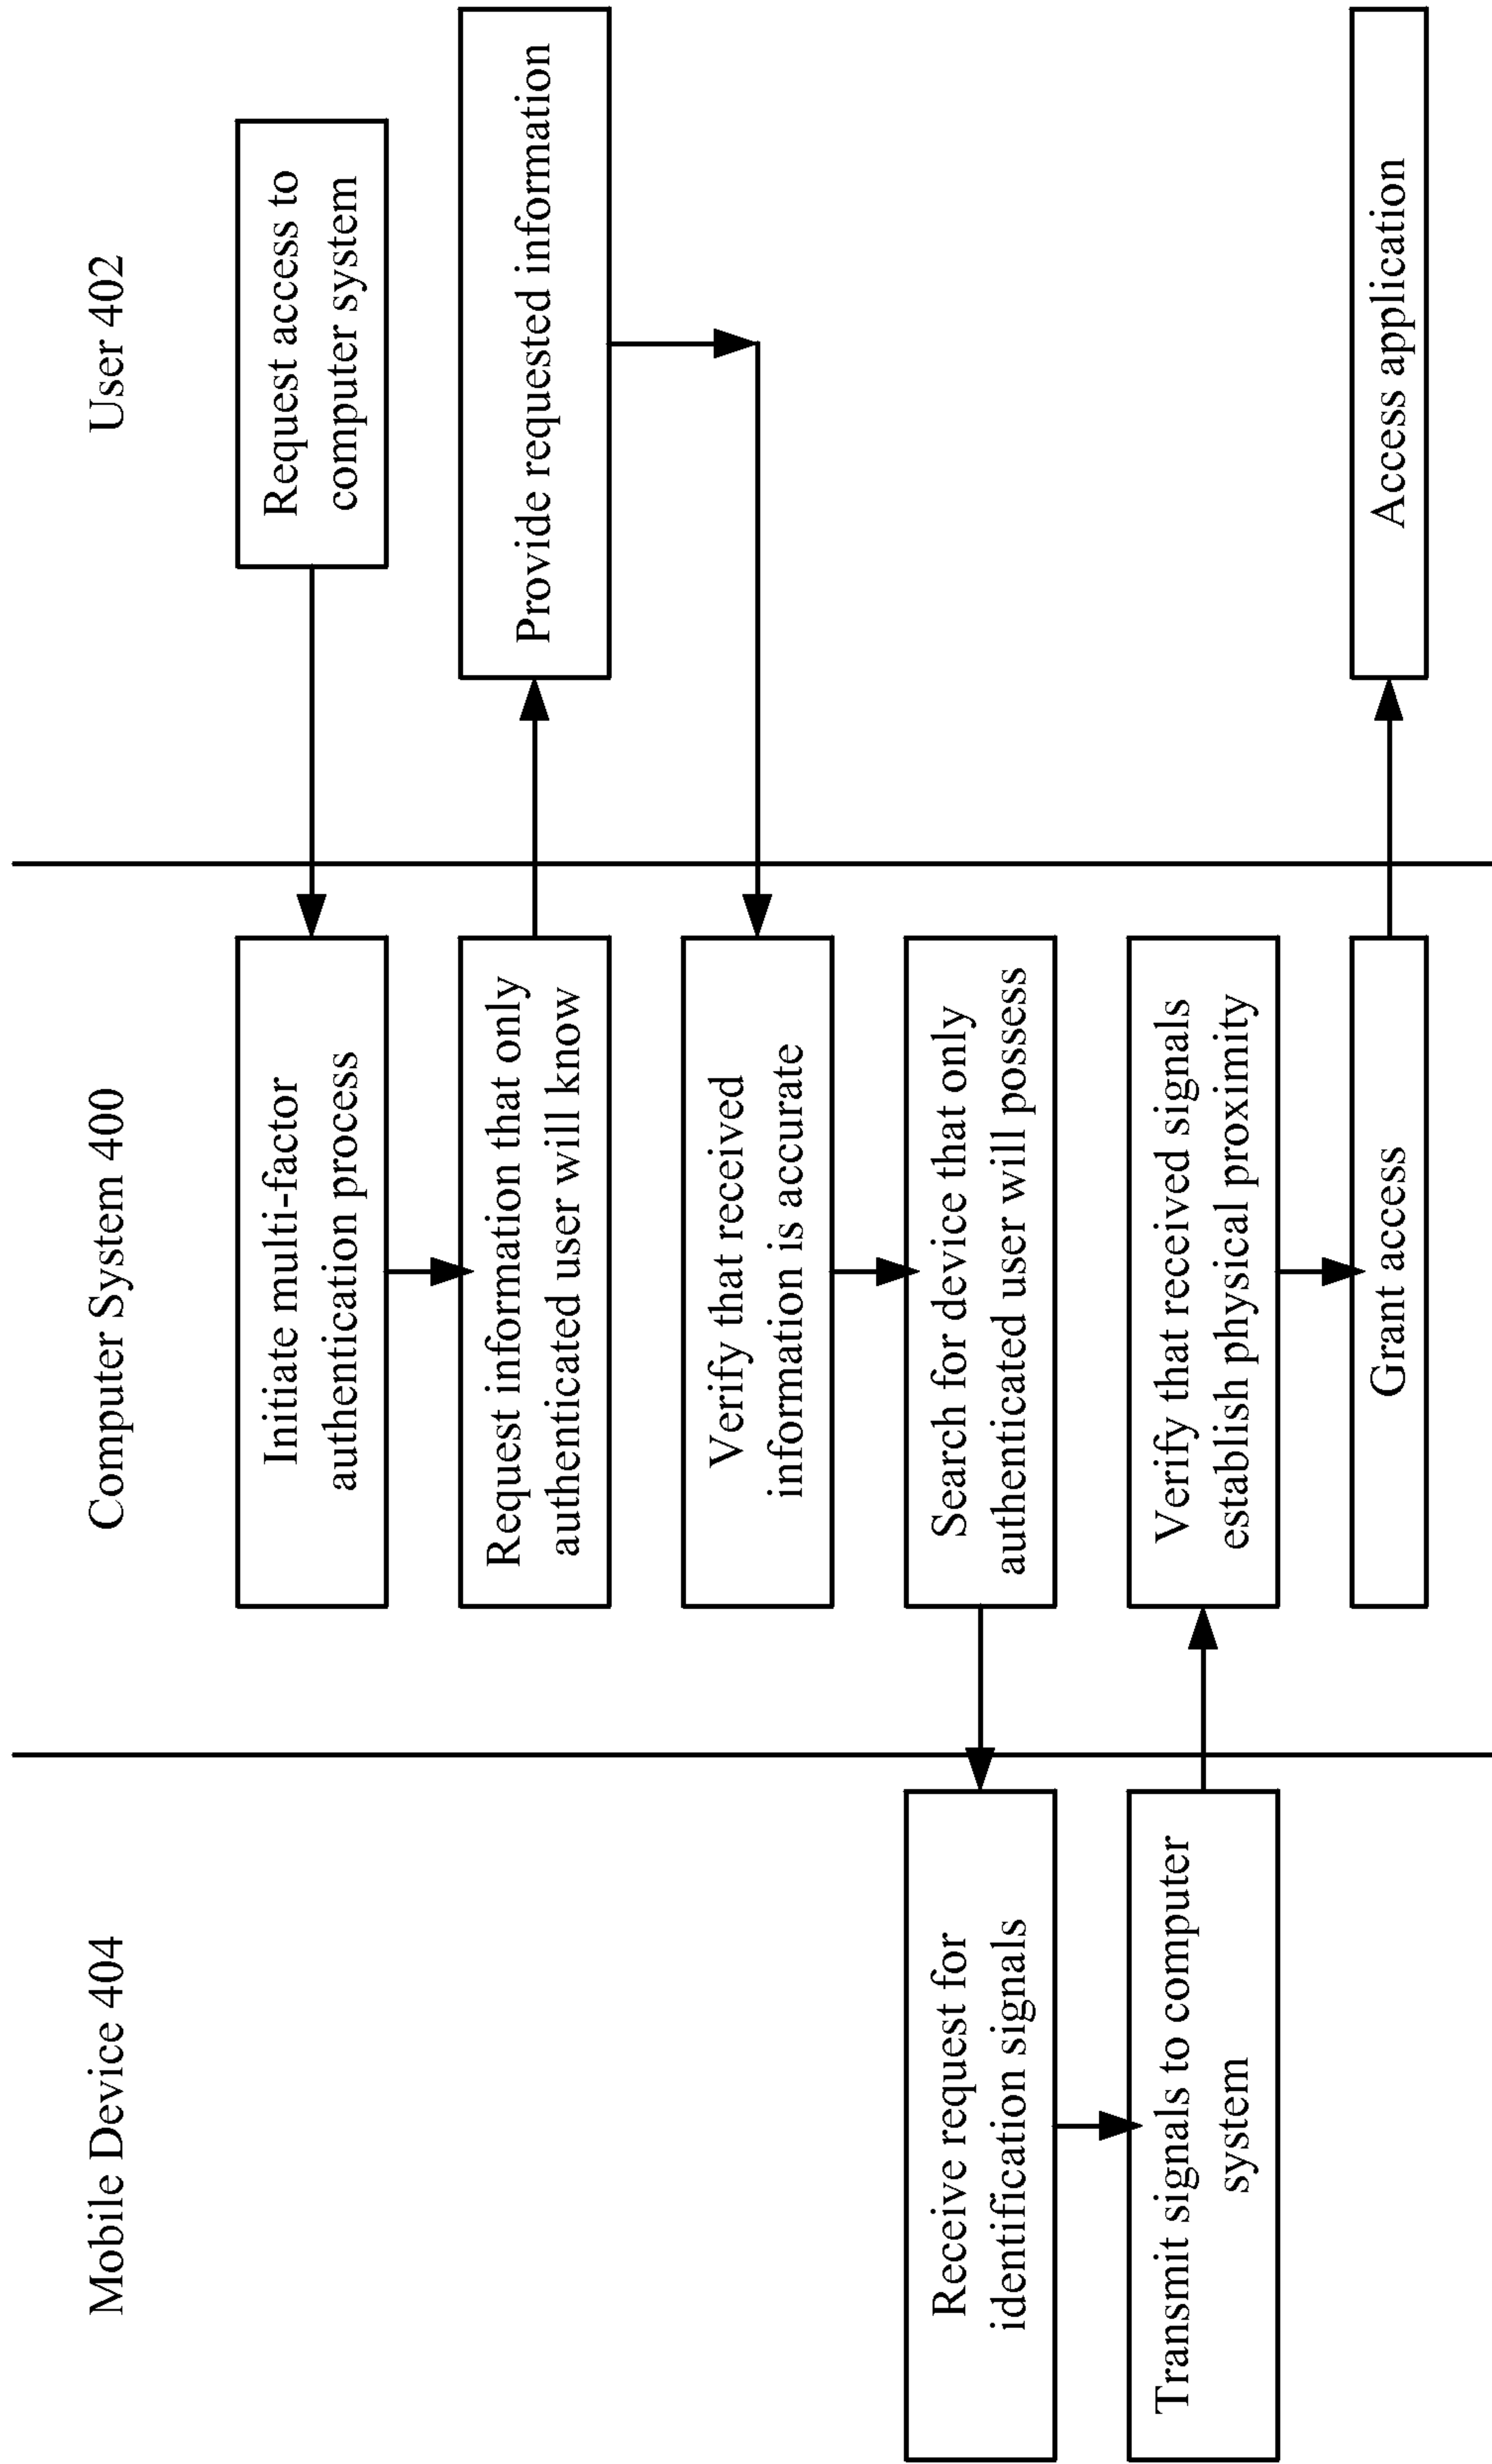 Mobile Device 404
Computer System 400
User 402
Request access to
computer system
Initiate multi-factor
authentication process
Request information that only
authenticated user will know
Provide requested information
Verify that received
information is accurate
Search for device that only
authenticated user will possess
Receive request for
identification signals
Transmit signals to computer
system
Verify that received signals
establish physical proximity
Grant access
Access application